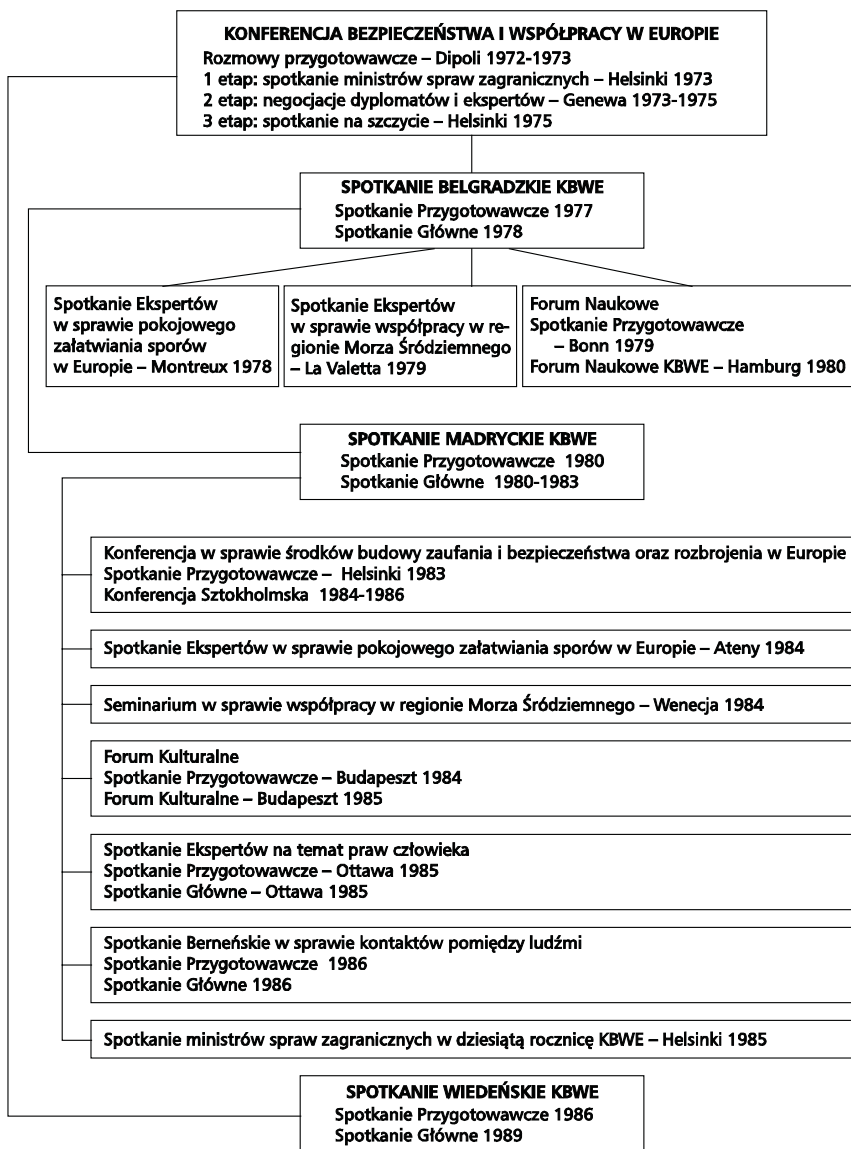 KONFERENCJA BEZPIECZEŃSTWA I WSPÓŁPRACY W EUROPIE
Rozmowy przygotowawcze – Dipoli 1972-1973
1 etap: spotkanie ministrów spraw zagranicznych – Helsinki 1973
2 etap: negocjacje dyplomatów i ekspertów – Genewa 1973-1975
3 etap: spotkanie na szczycie – Helsinki 1975
SPOTKANIE BELGRADZKIE KBWE
Spotkanie Przygotowawcze 1977
Spotkanie Główne 1978
Spotkanie Ekspertów
w sprawie pokojowego
załatwiania sporów
w Europie – Montreux 1978
Spotkanie Ekspertów
w sprawie współpracy w re-
gionie Morza Śródziemnego
– La Valetta 1979
Forum Naukowe
Spotkanie Przygotowawcze
– Bonn 1979
Forum Naukowe KBWE – Hamburg 1980
SPOTKANIE MADRYCKIE KBWE
Spotkanie Przygotowawcze 1980
Spotkanie Główne 1980-1983
Konferencja w sprawie środków budowy zaufania i bezpieczeństwa oraz rozbrojenia w Europie
Spotkanie Przygotowawcze – Helsinki 1983
Konferencja Sztokholmska 1984-1986
Spotkanie Ekspertów w sprawie pokojowego załatwiania sporów w Europie – Ateny 1984
Seminarium w sprawie współpracy w regionie Morza Śródziemnego – Wenecja 1984
Forum Kulturalne
Spotkanie Przygotowawcze – Budapeszt 1984
Forum Kulturalne – Budapeszt 1985
Spotkanie Ekspertów na temat praw człowieka
Spotkanie Przygotowawcze – Ottawa 1985
Spotkanie Główne – Ottawa 1985
Spotkanie Berneńskie w sprawie kontaktów pomiędzy ludźmi
Spotkanie Przygotowawcze 1986
Spotkanie Główne 1986
Spotkanie ministrów spraw zagranicznych w dziesiątą rocznicę KBWE – Helsinki 1985
SPOTKANIE WIEDEŃSKIE KBWE
Spotkanie Przygotowawcze 1986
Spotkanie Główne 1989